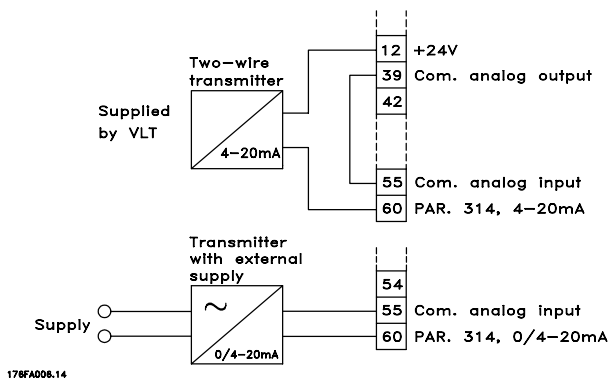 12 +24V
Two-wire
transmitter
39 Com. analog output
42
Supplied
by VLT
4-20mA
55 Com. analog input
60 PAR. 314, 4-20mA
Transmitter
with external
supply
54
~
55 Com. analog input
Supply
60 PAR. 314, 0/4-20mA
0/4-20mA
176FA006.14